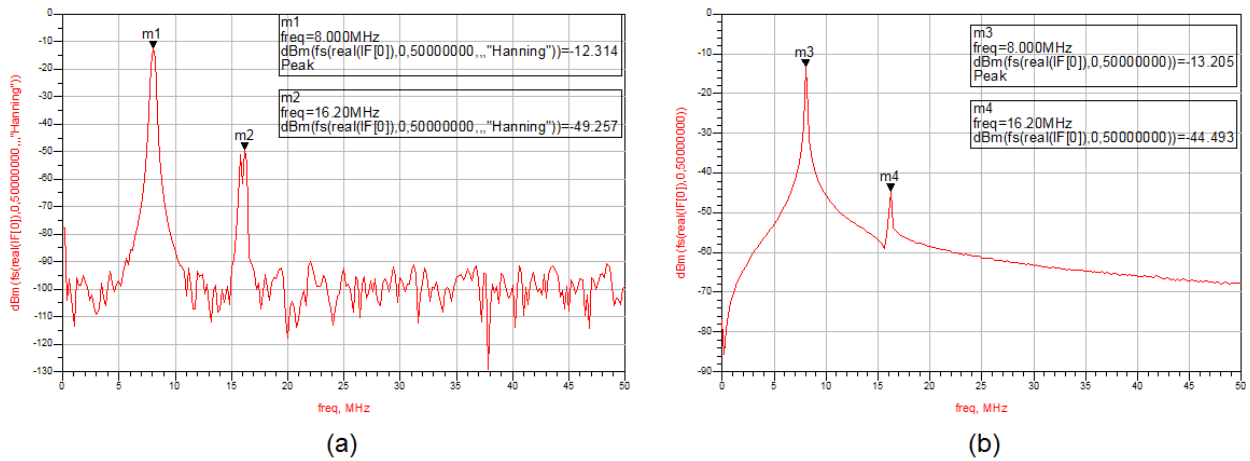 m1
freq=8.000MHz
dBm(fs(real(IF[0]),0,50000000,,,"Hanning"))=-12.314
Peak
m2
freq=16.20MHz
dBm(fs(real(IF[0]),0,50000000,,,"Hanning"))=-49.257
m1
m2
dBm(fs(real(IF[0]),0,50000000,,,"Hanning"))
0
-10
-20
-30
-40
-50
-60
-70
-80
-90
-100
-110
-120
-130
0 5 10 15 20 25 30 35 40 45 50
freq, MHz
(a)
m3
freq=8.000MHz
dBm(fs(real(IF[0]),0,50000000))=-13.205
Peak
m4
freq=16.20MHz
dBm(fs(real(IF[0]),0,50000000))=-44.493
m3
m4
dBm(fs(real(IF[0]),0,50000000))
0
-10
-20
-30
-40
-50
-60
-70
-80
-90
0 5 10 15 20 25 30 35 40 45 50
freq, MHz
(b)